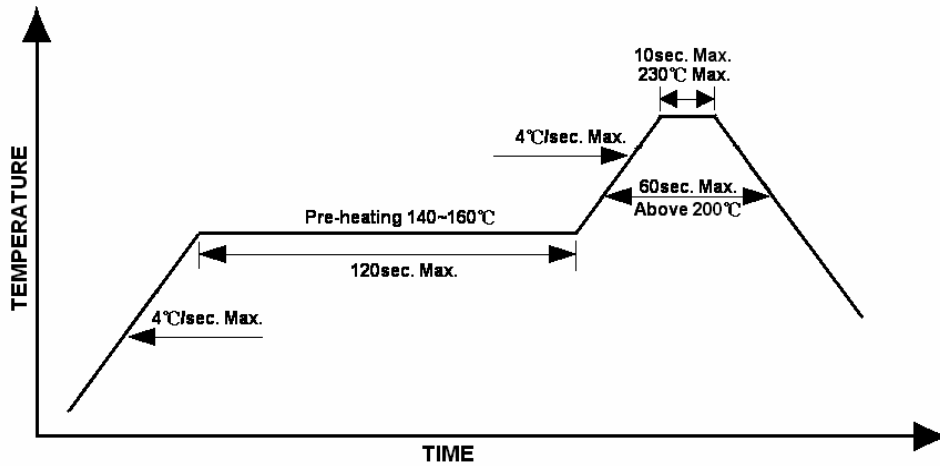 10sec. Max.
230℃ Max.
4℃/sec. Max.
60sec. Max.
Above 200℃
Pre-heating 140~160℃
120sec. Max.
4℃/sec. Max.
TEMPERATURE
TIME